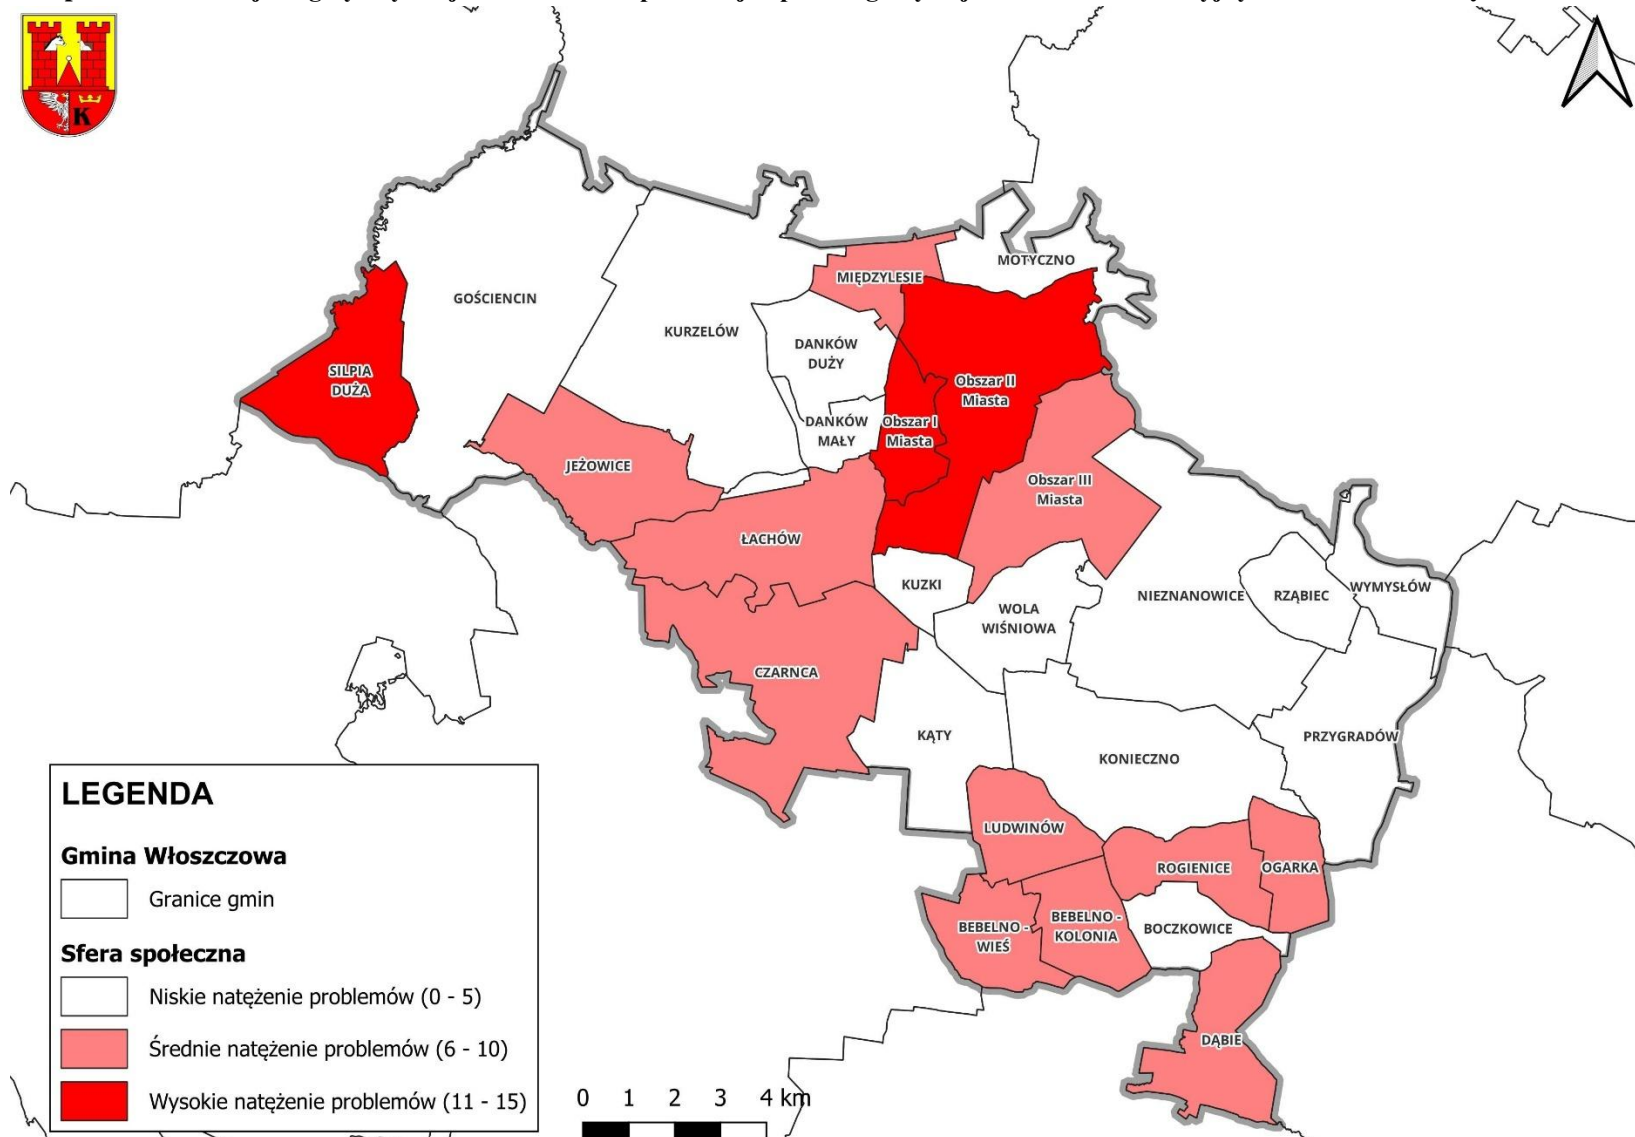 K
MOTYCZNO
MIĘDZYLESIE
GOŚCIENCIN
KURZELÓW
DANKÓW
DUŻY
SILPIA
DUŻA
Obszar II
Miasta
DANKÓW
MAŁY
Obszar I
Miasta
JEŻOWICE
Obszar III
Miasta
ŁACHÓW
KUZKI
WOLA
WIŚNIOWA
NIEZNANOWICE
RZĄBIEC
WYMYSŁÓW
CZARNCA
KĄTY
KONIECZNO
PRZYGRADÓW
LUDWINÓW
ROGIENICE
OGARKA
BEBELNO -
WIEŚ
BEBELNO -
KOLONIA
BOCZKOWICE
DĄBIE
LEGENDA
Gmina Włoszczowa
Granice gmin
Sfera społeczna
Niskie natężenie problemów (0 - 5)
Średnie natężenie problemów (6 - 10)
Wysokie natężenie problemów (11 - 15)
0 1 2 3 4 km